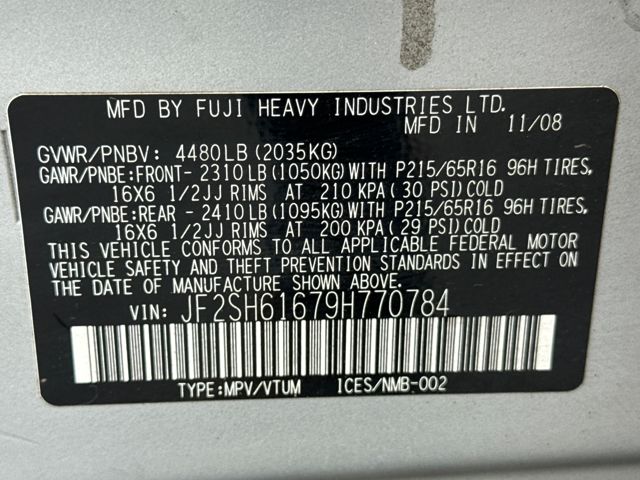 MFD BY FUJI HEAVY INDUSTRIES LTD.
MFD IN 11/08
GVWR/PNBV: 4480LB(2035KG)
GAWR/PNBE:FRONT- 2310LB(1050KG)WITH P215/65R16 96H TIRES,
16X6 1/2JJ RIMS AT 210 KPA(30 PSI)COLD
GAWR/PNBE:REAR - 2410LB(1095KG)WITH P215/65R16 96H TIRES,
16X6 1/2JJ RIMS AT 200 KPA(29 PSI)COLD
THIS VEHICLE CONFORMS TO ALL APPLICABLE FEDERAL MOTOR
VEHICLE SAFETY AND THEFT PREVENTION STANDARDS IN EFFECT ON
THE DATE OF MANUFACTURE SHOWN ABOVE.
VIN: JF2SH61679H770784
TYPE:MPV/VTUM ICES/NMB-002